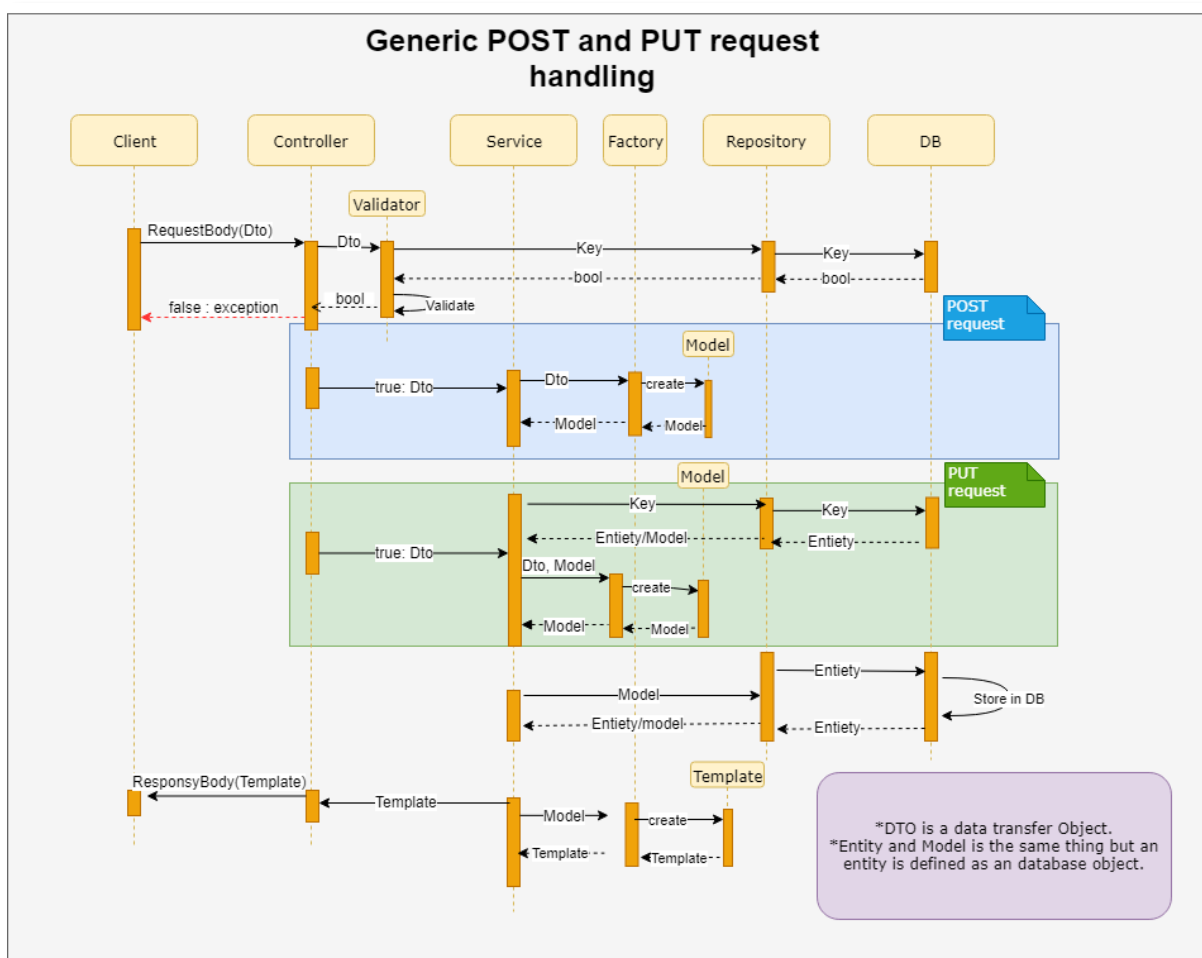 Generic POST and PUT request
handling
Client
Controller
Service
Factory
Repository
DB
Validator
RequestBody(Dto)
Dto
Key
Key
bool
bool
bool
Validate
false : exception
POST
request
Model
true: Dto
Dto
create
Model
Model
PUT
request
Model
Key
Key
Entiety/Model
Entiety
true: Dto
Dto, Model
create
Model
Model
Entiety
Model
Store in DB
Entiety/model
Entiety
Template
ResponsyBody(Template)
Template
Model
create
Template
Template
*DTO is a data transfer Object.
*Entity and Model is the same thing but an
entity is defined as an database object.